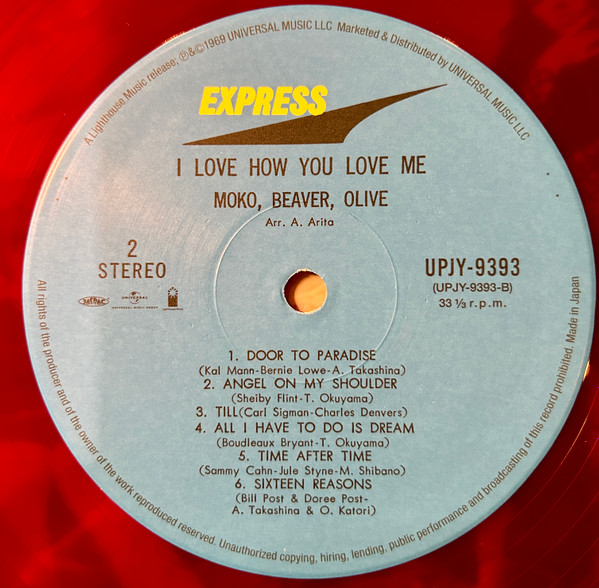 A Lighthouse Music release; ℗&©1969 UNIVERSAL MUSIC LLC Marketed & Distributed by UNIVERSAL MUSIC LLC
EXPRESS
I LOVE HOW YOU LOVE ME
MOKO, BEAVER, OLIVE
Arr. A. Arita
2
STEREO
UPJY-9393
(UPJY-9393-B)
33 ⅓ r.p.m.
JASRAC
UNIVERSAL
UNIVERSAL MUSIC GROUP
1. DOOR TO PARADISE
(Kal Mann-Bernie Lowe-A. Takashina)
2. ANGEL ON MY SHOULDER
(Sheiby Flint-T. Okuyama)
3. TILL(Carl Sigman-Charles Denvers)
4. ALL I HAVE TO DO IS DREAM
(Boudleaux Bryant-T. Okuyama)
5. TIME AFTER TIME
(Sammy Cahn-Jule Styne-M. Shibano)
6. SIXTEEN REASONS
(Bill Post & Doree Post-
A. Takashina & O. Katori)
All rights of the producer and of the owner of the work reproduced reserved. Unauthorized copying, hiring, lending, public performance and broadcasting of this record prohibited. Made in Japan